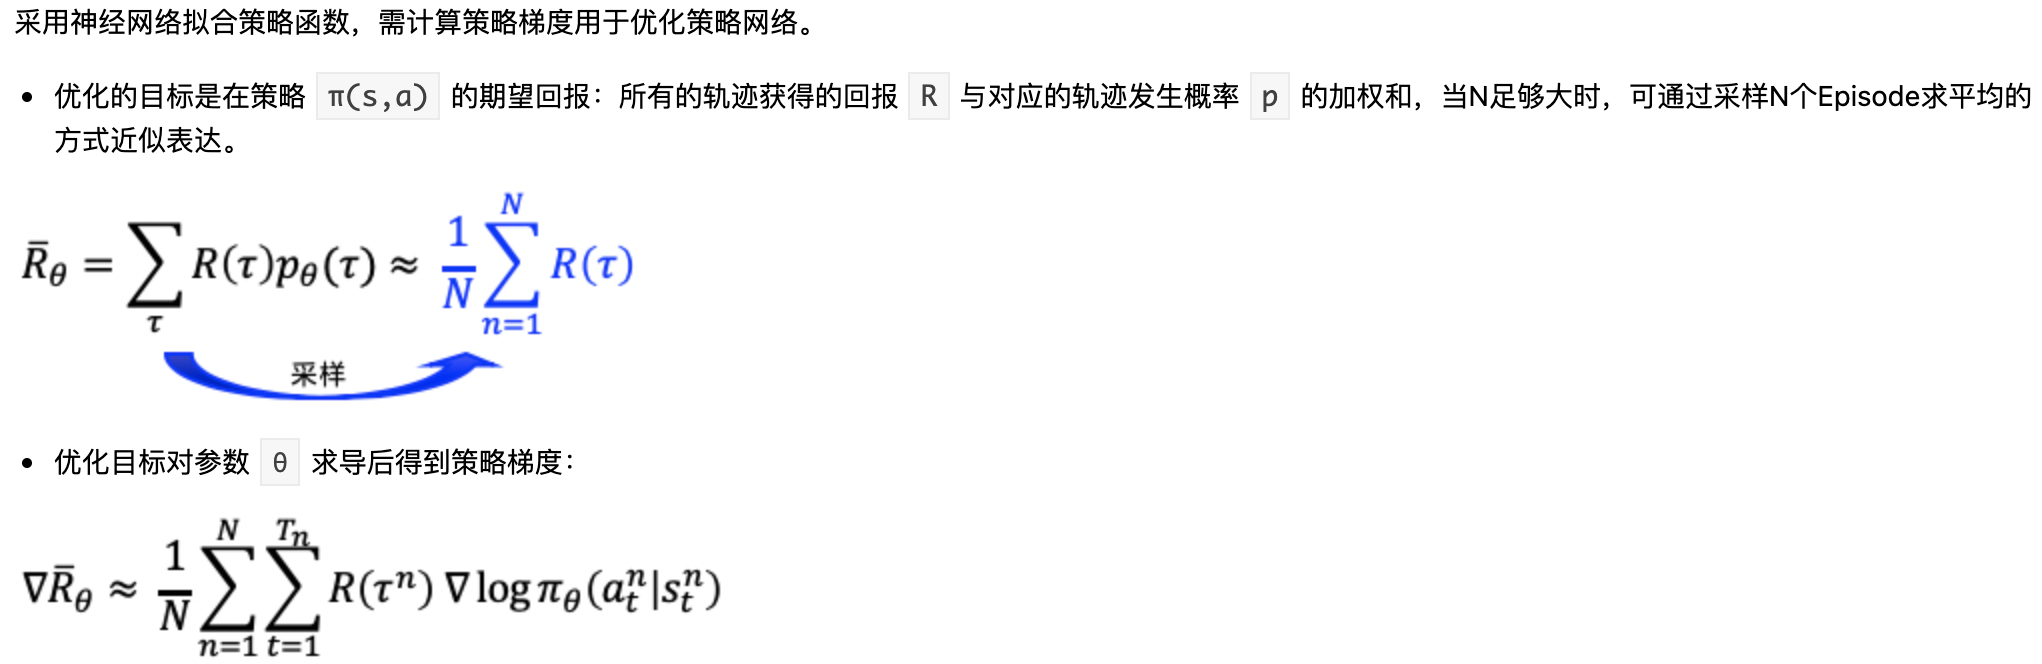 采用神经网络拟合策略函数，需计算策略梯度用于优化策略网络。
• 优化的目标是在策略 π(s,a) 的期望回报：所有的轨迹获得的回报 R 与对应的轨迹发生概率 p 的加权和，当N足够大时，可通过采样N个Episode求平均的
方式近似表达。
$\bar{R}_\theta = \sum_{\tau} R(\tau) p_\theta(\tau) \approx \frac{1}{N} \sum_{n=1}^{N} R(\tau)$
采样
• 优化目标对参数 θ 求导后得到策略梯度：
$\nabla \bar{R}_\theta \approx \frac{1}{N} \sum_{n=1}^{N} \sum_{t=1}^{T_n} R(\tau^n) \nabla \log \pi_\theta(a_t^n | s_t^n)$